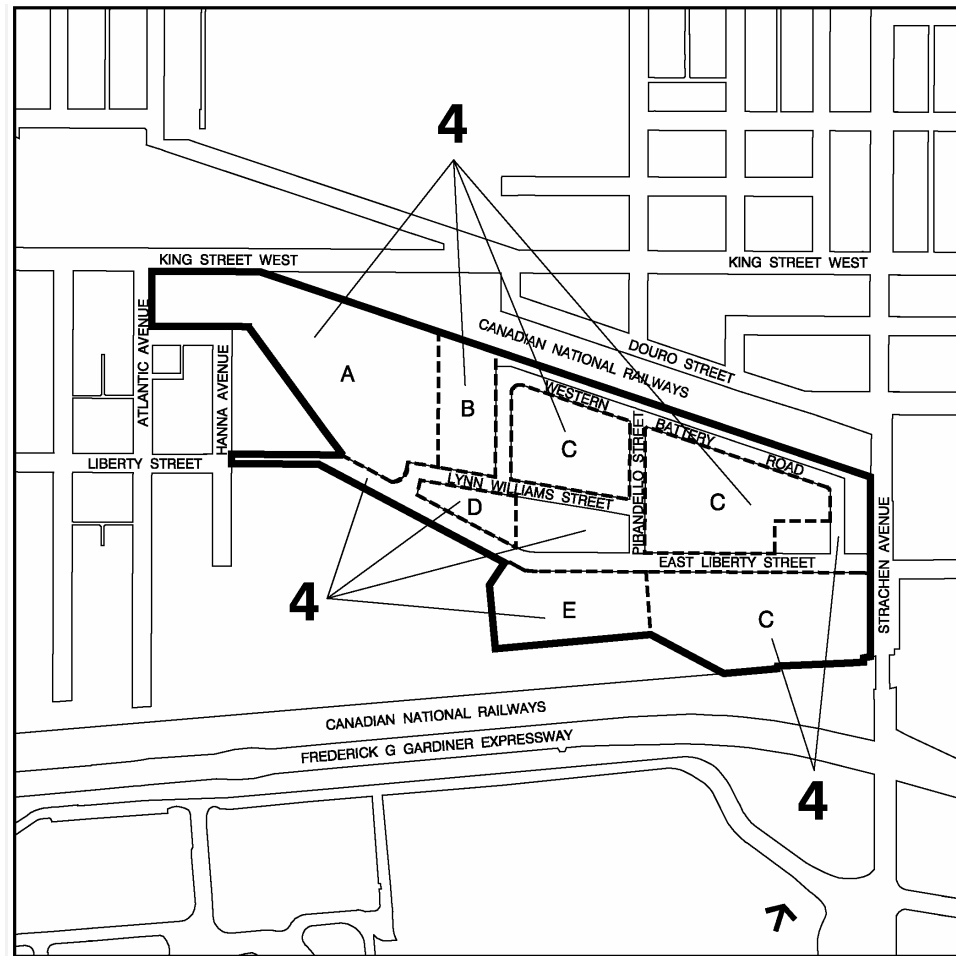 4
KING STREET WEST
KING STREET WEST
CANADIAN NATIONAL RAILWAYS
DOURO STREET
ATLANTIC AVENUE
HANNA AVENUE
A
B
WESTERN
BATTERY
ROAD
C
PIRANDELLO STREET
LIBERTY STREET
LYNN WILLIAMS STREET
D
C
EAST LIBERTY STREET
STRACHEN AVENUE
4
E
C
CANADIAN NATIONAL RAILWAYS
FREDERICK G GARDINER EXPRESSWAY
4